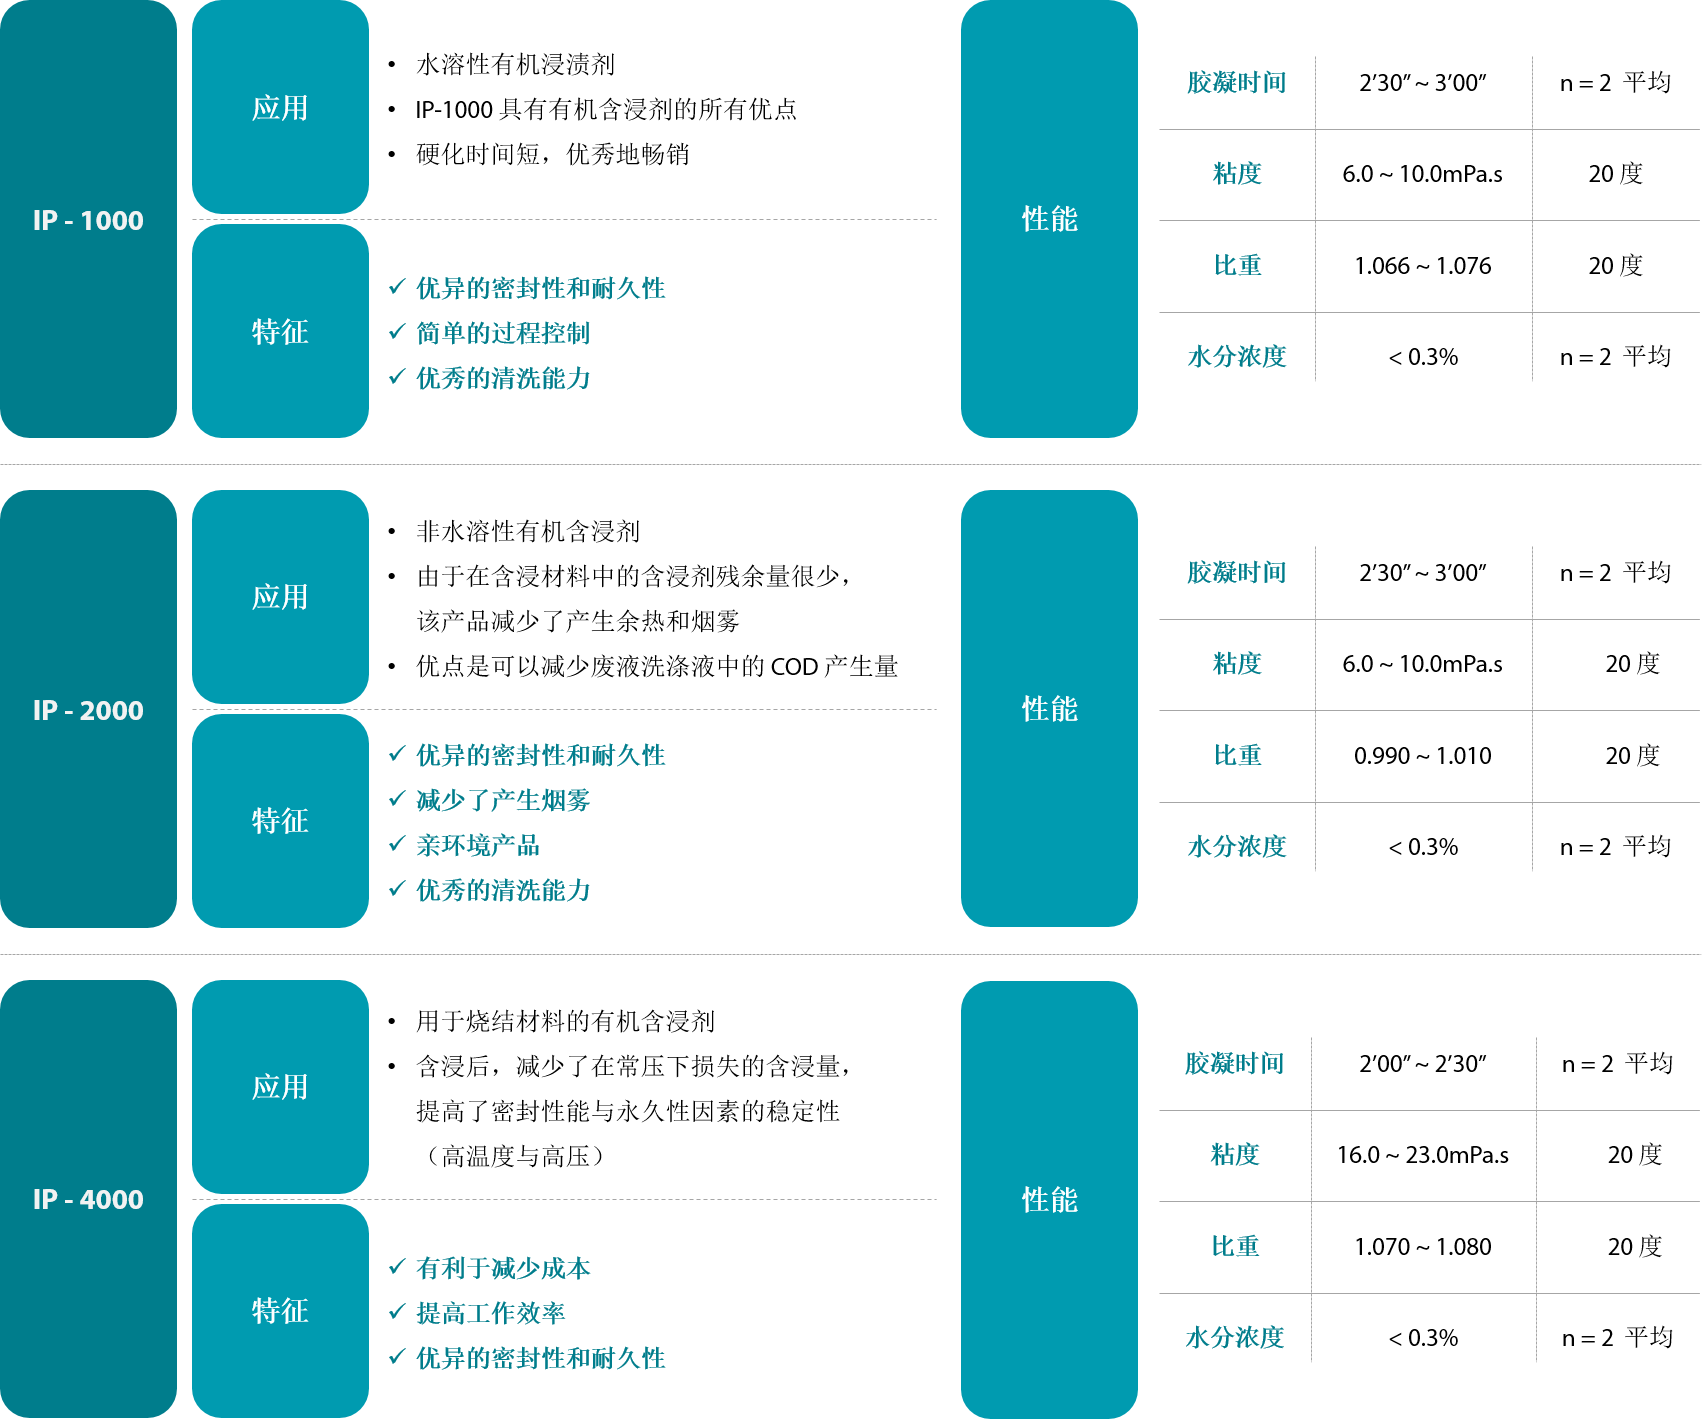 IP - 1000
应用
• 水溶性有机浸渍剂
• IP-1000 具有有机含浸剂的所有优点
• 硬化时间短，优秀地畅销
特征
✓ 优异的密封性和耐久性
✓ 简单的过程控制
✓ 优秀的清洗能力
性能
胶凝时间 2’30’’ ~ 3’00’’ n = 2 平均
粘度 6.0 ~ 10.0mPa.s 20 度
比重 1.066 ~ 1.076 20 度
水分浓度 < 0.3% n = 2 平均
IP - 2000
应用
• 非水溶性有机含浸剂
• 由于在含浸材料中的含浸剂残余量很少，
该产品减少了产生余热和烟雾
• 优点是可以减少废液洗涤液中的 COD 产生量
特征
✓ 优异的密封性和耐久性
✓ 减少了产生烟雾
✓ 亲环境产品
✓ 优秀的清洗能力
性能
胶凝时间 2’30’’ ~ 3’00’’ n = 2 平均
粘度 6.0 ~ 10.0mPa.s 20 度
比重 0.990 ~ 1.010 20 度
水分浓度 < 0.3% n = 2 平均
IP - 4000
应用
• 用于烧结材料的有机含浸剂
• 含浸后，减少了在常压下损失的含浸量，
提高了密封性能与永久性因素的稳定性
（高温度与高压）
特征
✓ 有利于减少成本
✓ 提高工作效率
✓ 优异的密封性和耐久性
性能
胶凝时间 2’00’’ ~ 2’30’’ n = 2 平均
粘度 16.0 ~ 23.0mPa.s 20 度
比重 1.070 ~ 1.080 20 度
水分浓度 < 0.3% n = 2 平均